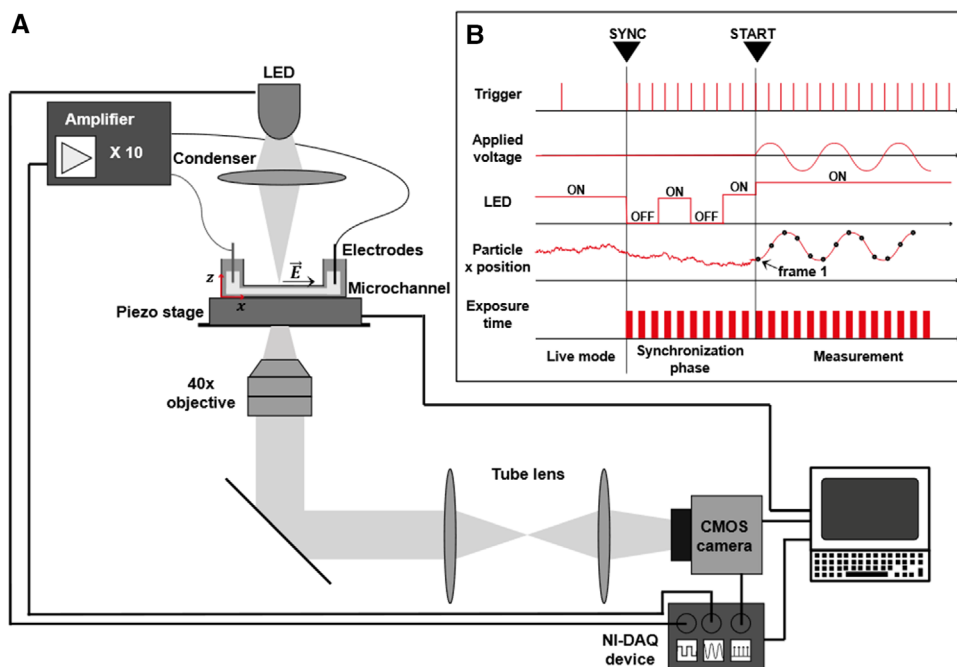 A
LED
Amplifier
X 10
Condenser
Electrodes
E
Microchannel
z
x
Piezo stage
40x
objective
Tube lens
CMOS
camera
NI-DAQ
device
B
SYNC
START
Trigger
Applied
voltage
LED
ON
OFF
ON
OFF
ON
ON
Particle
x position
frame 1
Exposure
time
Live mode
Synchronization
phase
Measurement